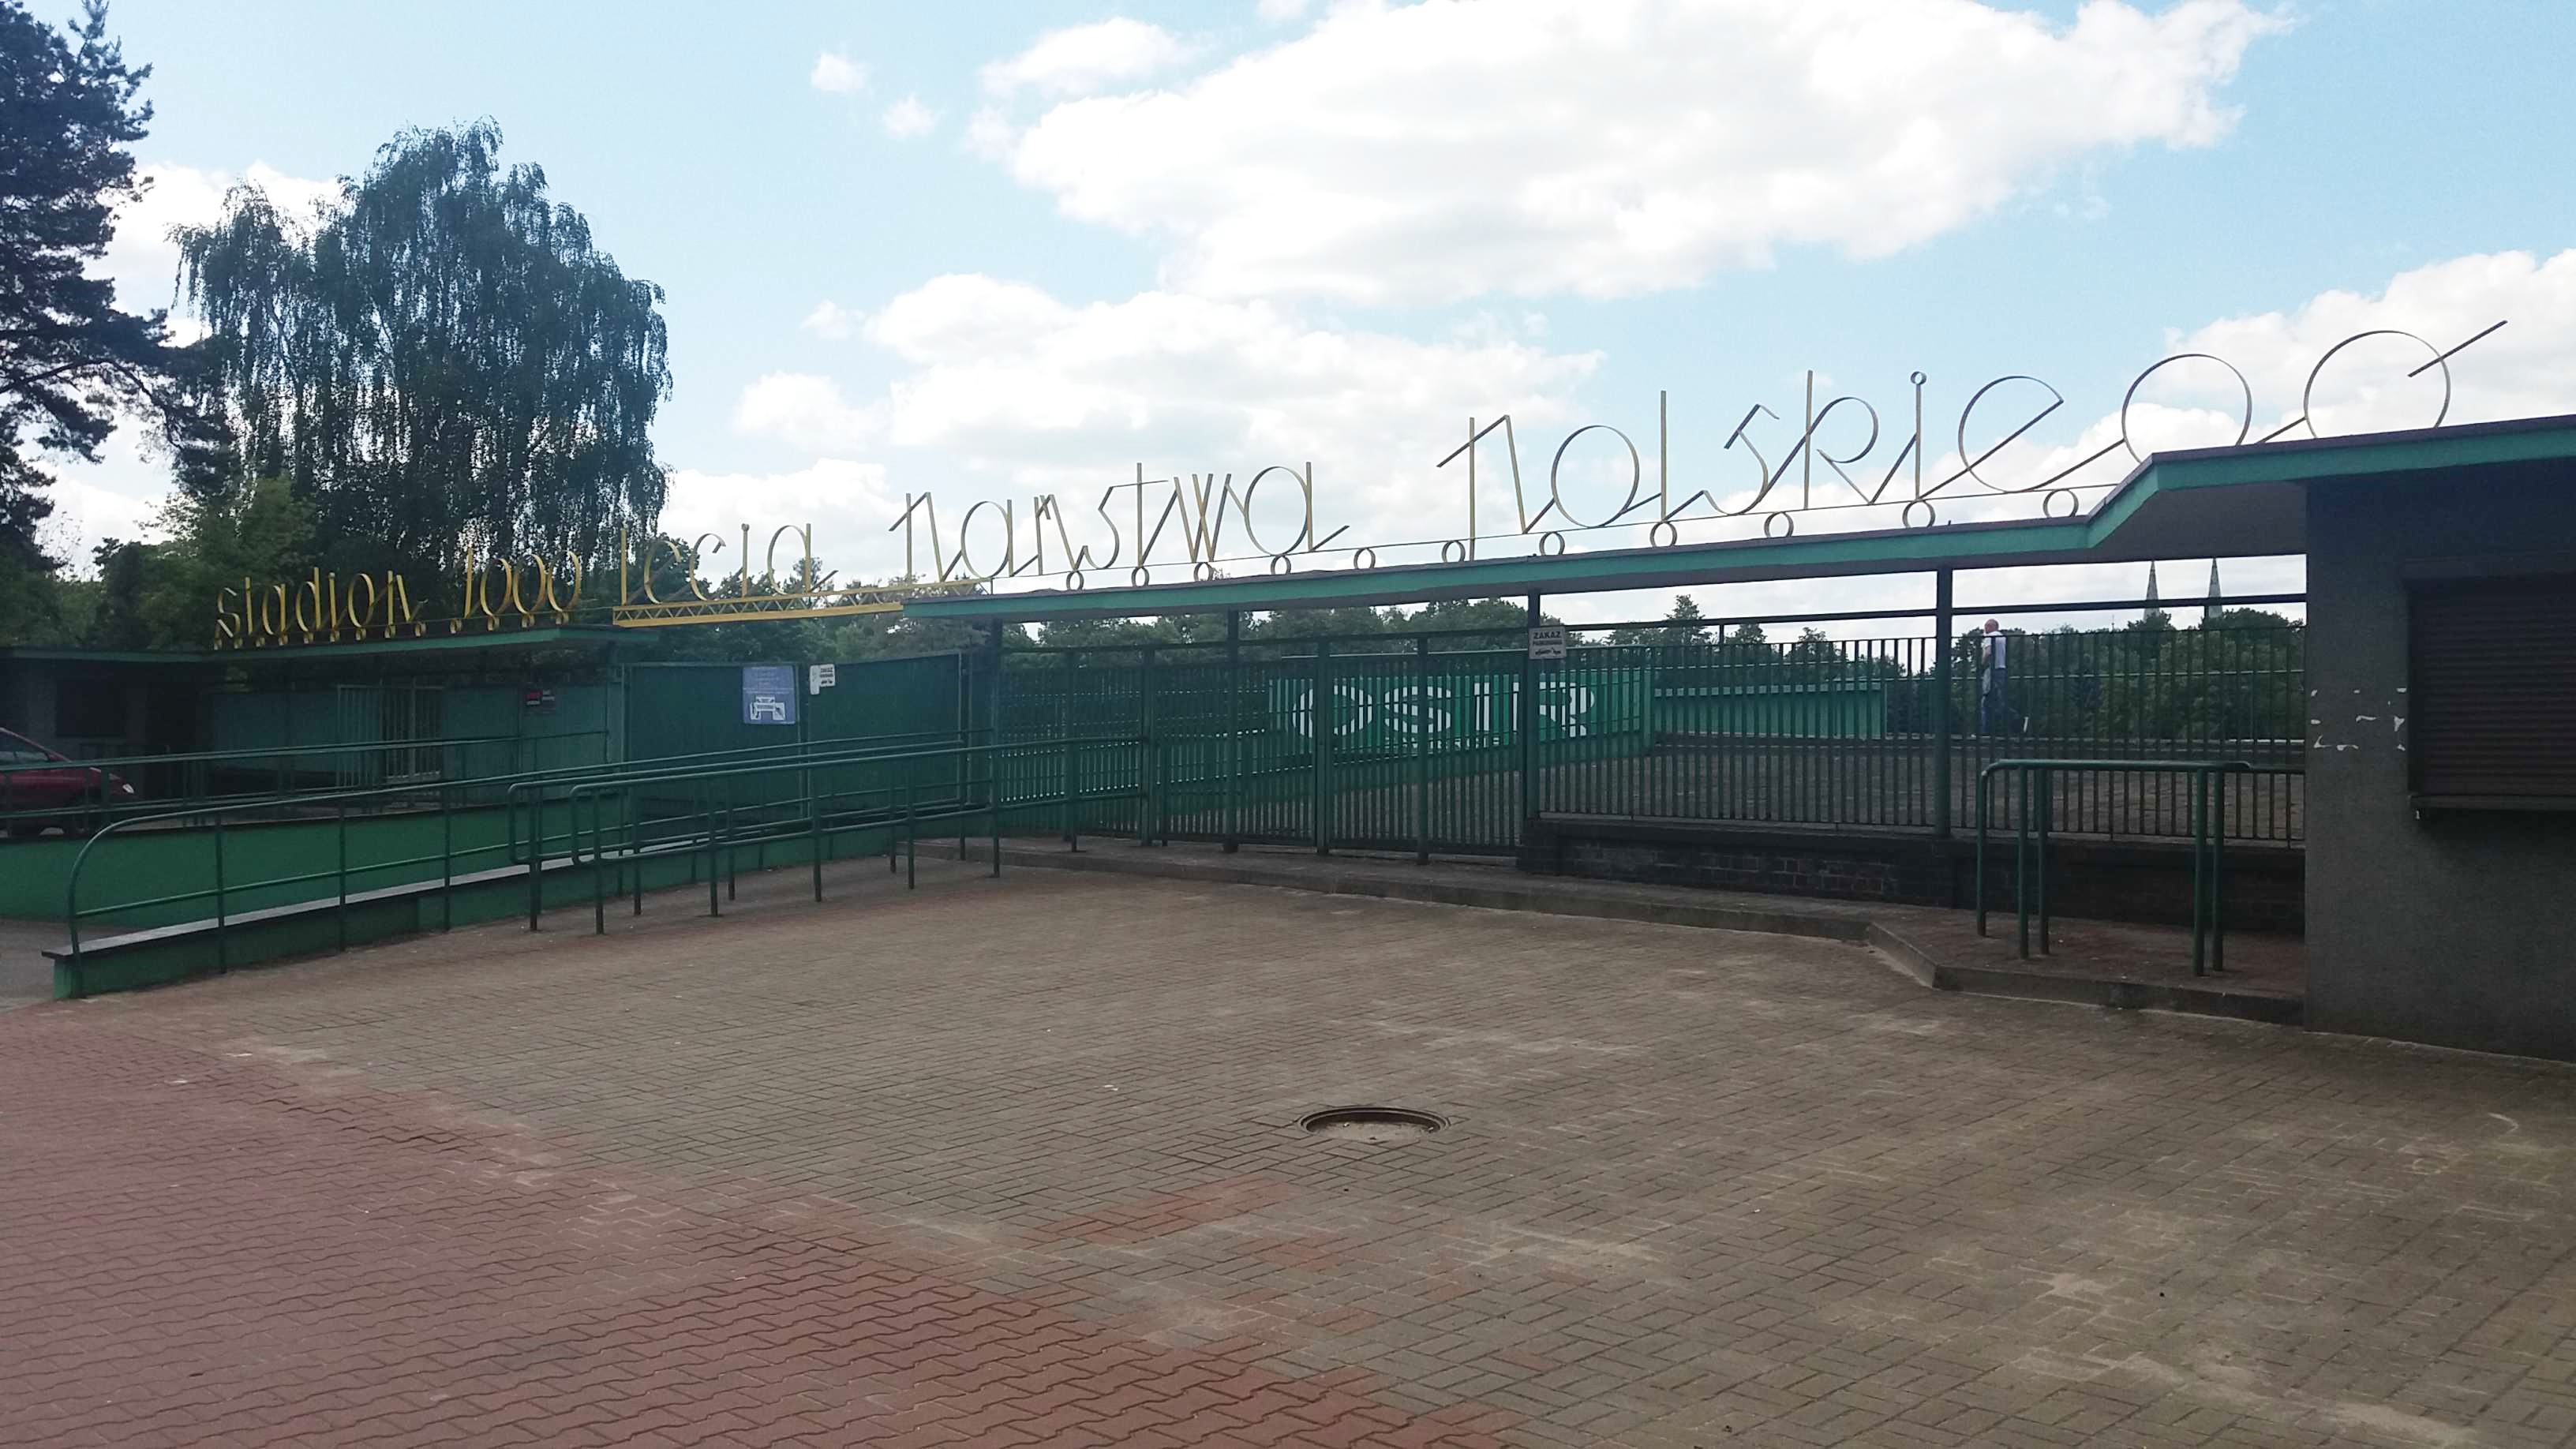 stadion 1000 lecia państwa polskiego
ZAKAZ
OSIR